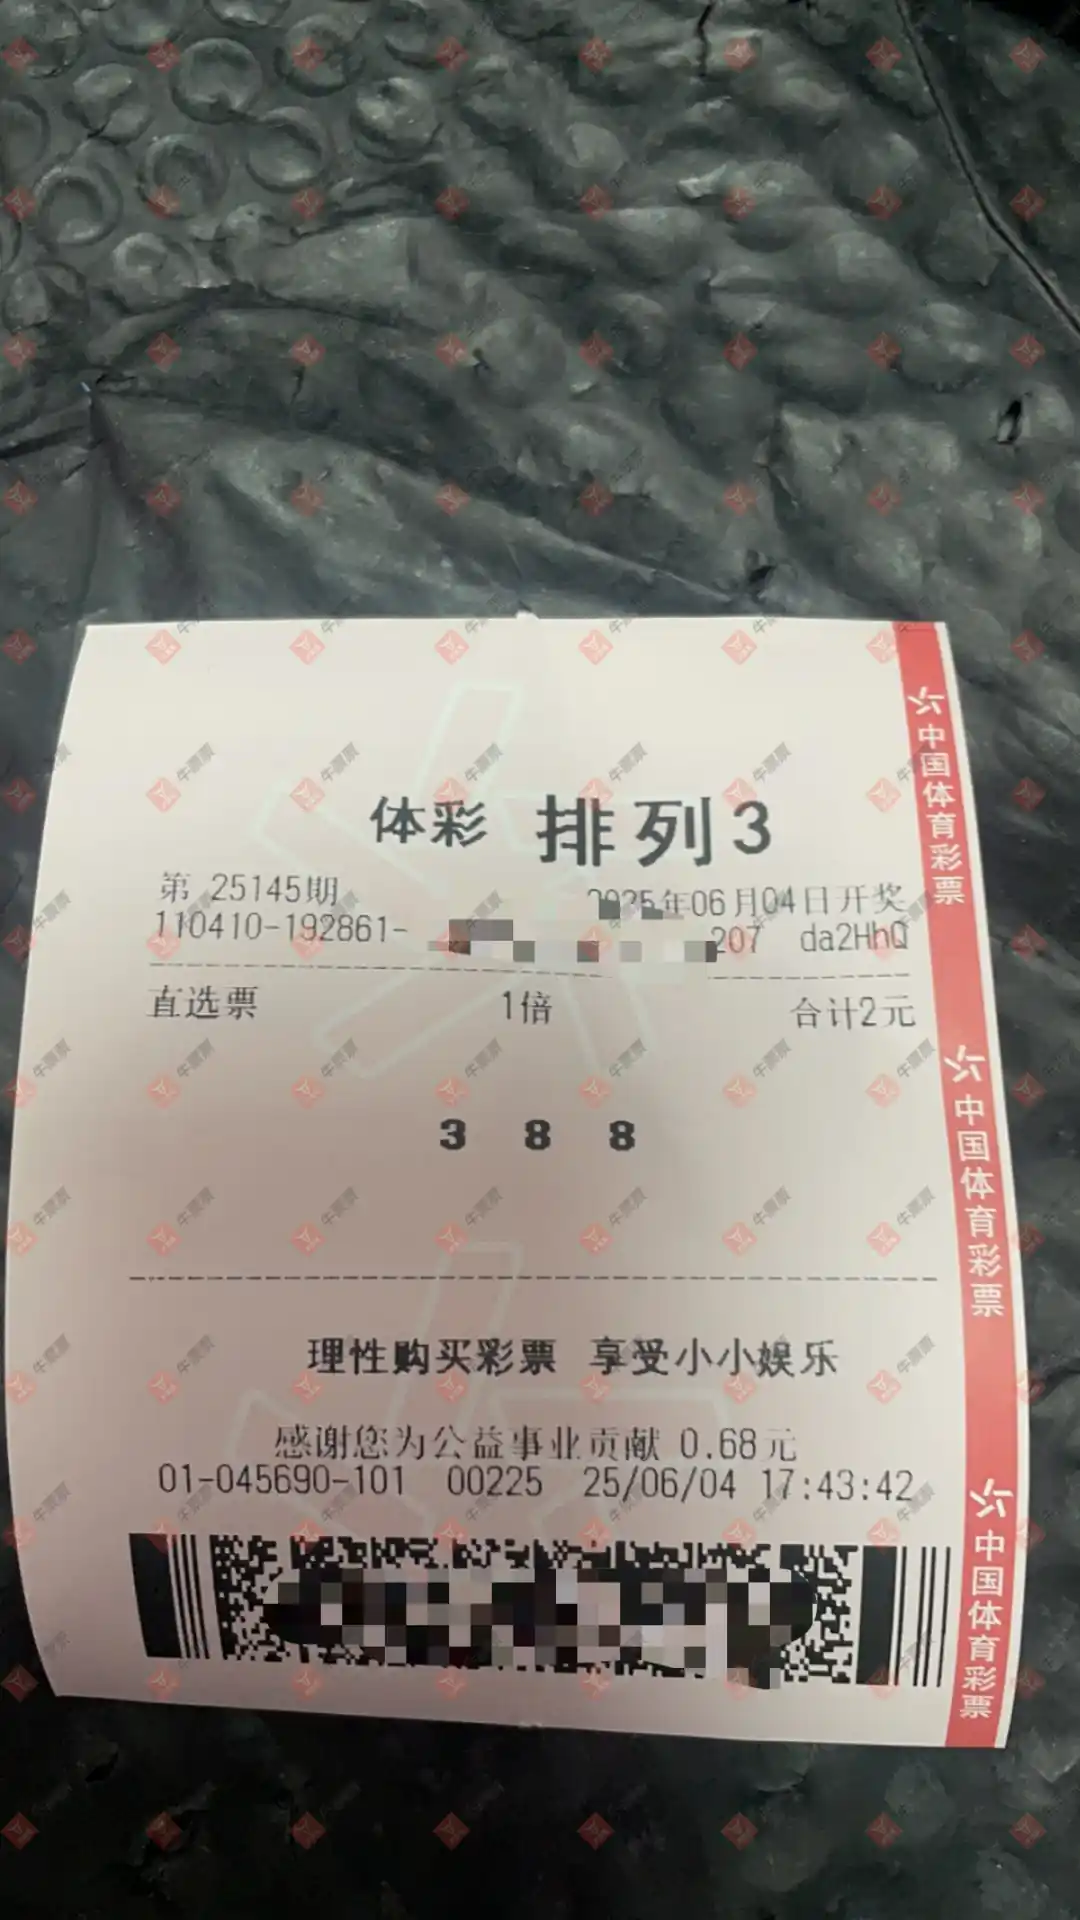 体彩 排列3
第 25145期 2025年06月04日开奖
110410-192861- 207 da2HhQ
直选票 1倍 合计2元
3 8 8
理性购买彩票 享受小小娱乐
感谢您为公益事业贡献 0.68元
01-045690-101 00225 25/06/04 17:43:42
中国体育彩票
中国体育彩票
中国体育彩票
牛票票